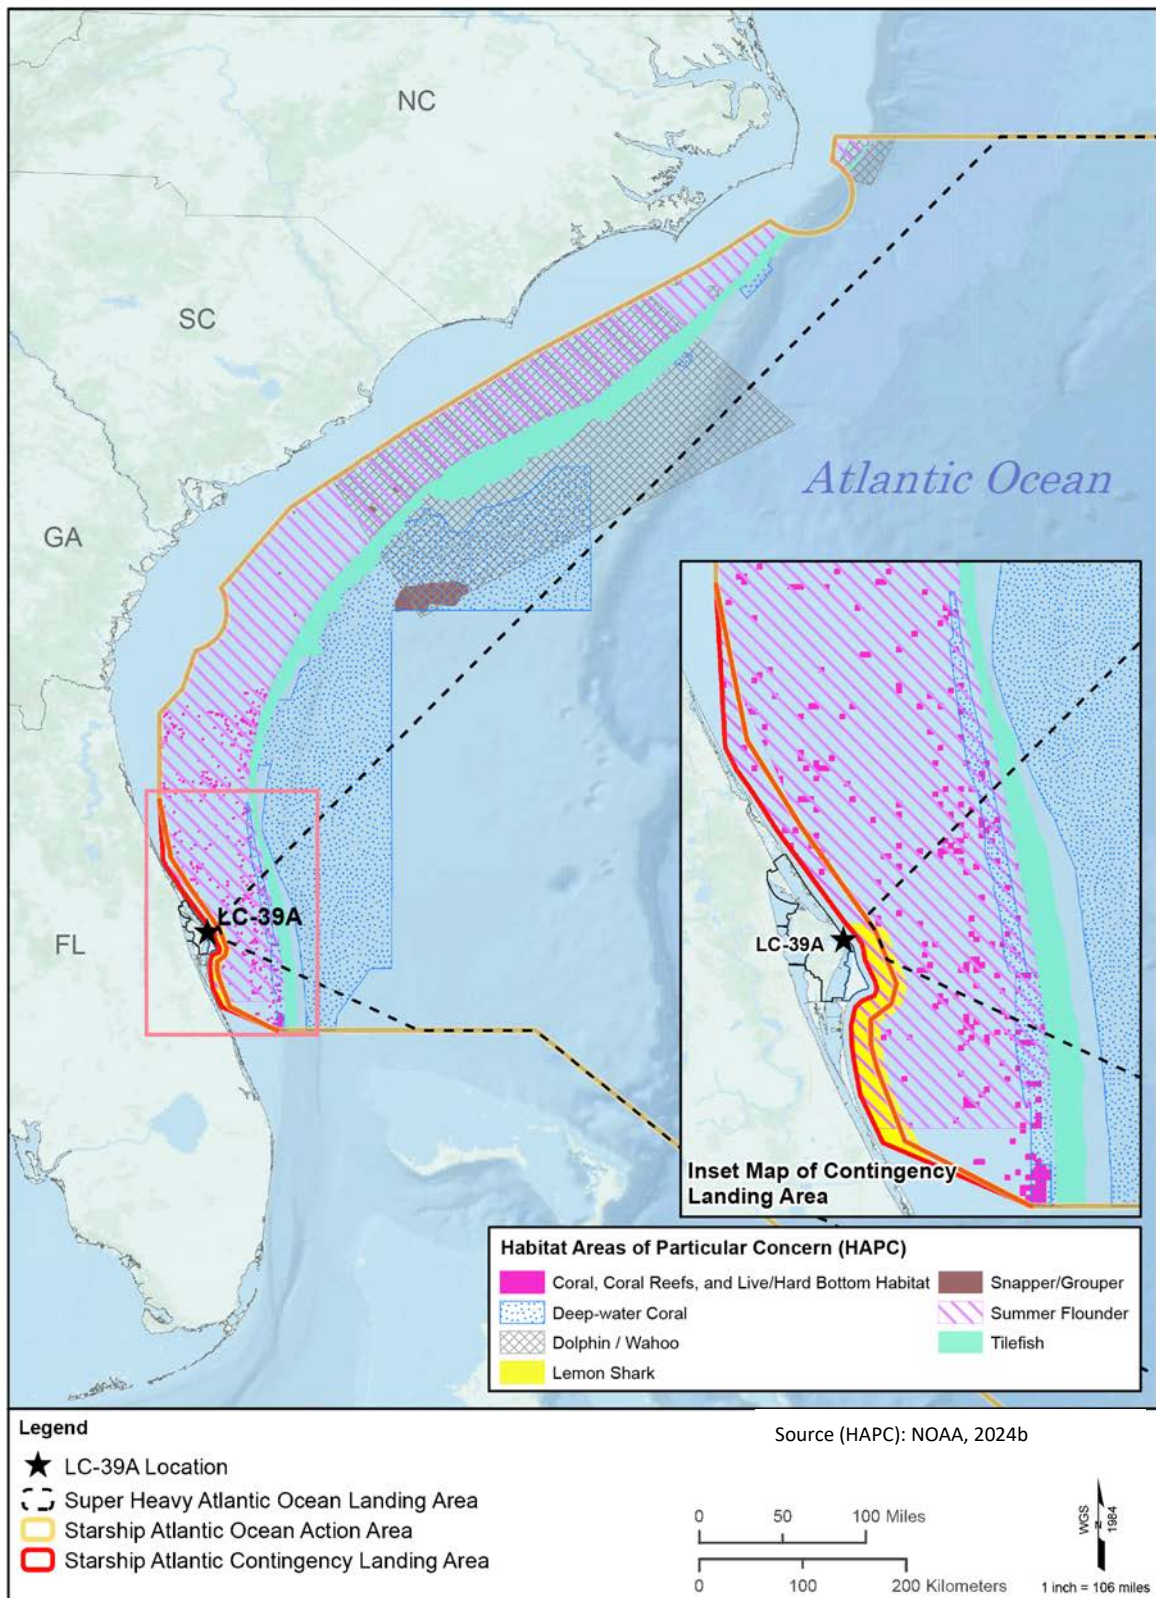 NC
SC
GA
FL
Atlantic Ocean
LC-39A
LC-39A
Inset Map of Contingency
Landing Area
Habitat Areas of Particular Concern (HAPC)
Coral, Coral Reefs, and Live/Hard Bottom Habitat
Deep-water Coral
Dolphin / Wahoo
Lemon Shark
Snapper/Grouper
Summer Flounder
Tilefish
Legend
LC-39A Location
Super Heavy Atlantic Ocean Landing Area
Starship Atlantic Ocean Action Area
Starship Atlantic Contingency Landing Area
Source (HAPC): NOAA, 2024b
0 50 100 Miles
0 100 200 Kilometers
WGS
N
1984
1 inch = 106 miles